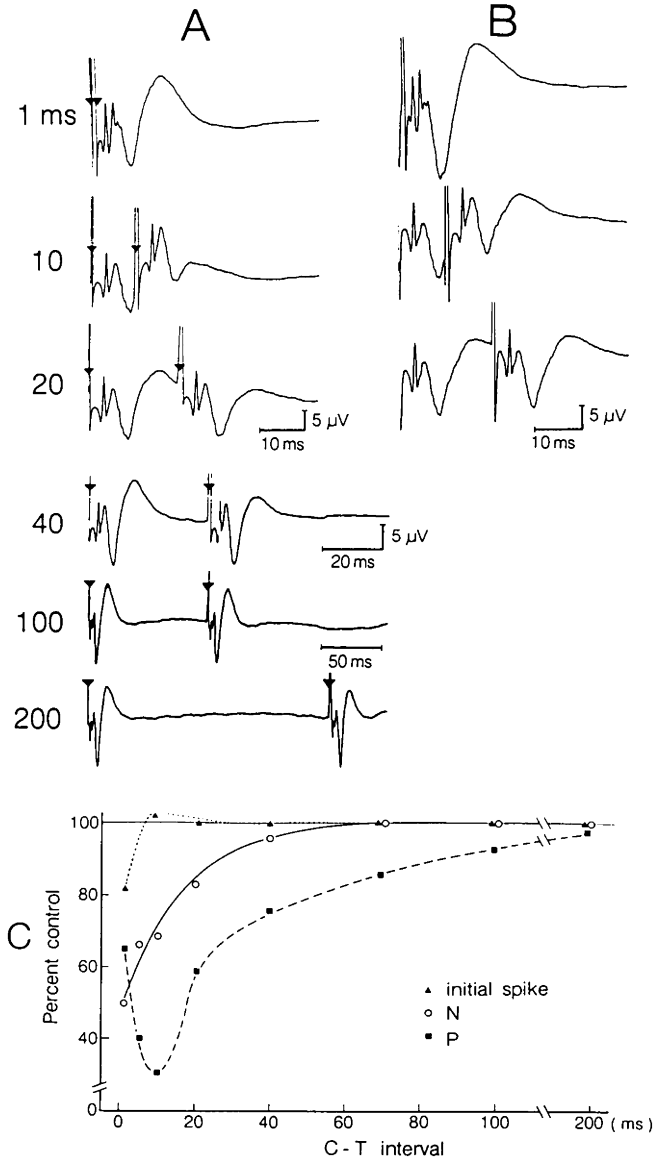 A
B
1 ms
10
20
5 μV
10 ms
5 μV
10 ms
40
5 μV
20 ms
100
50 ms
200
C
Percent control
100
80
60
40
0
initial spike
N
P
0 20 40 60 80 100 200 (ms)
C - T interval